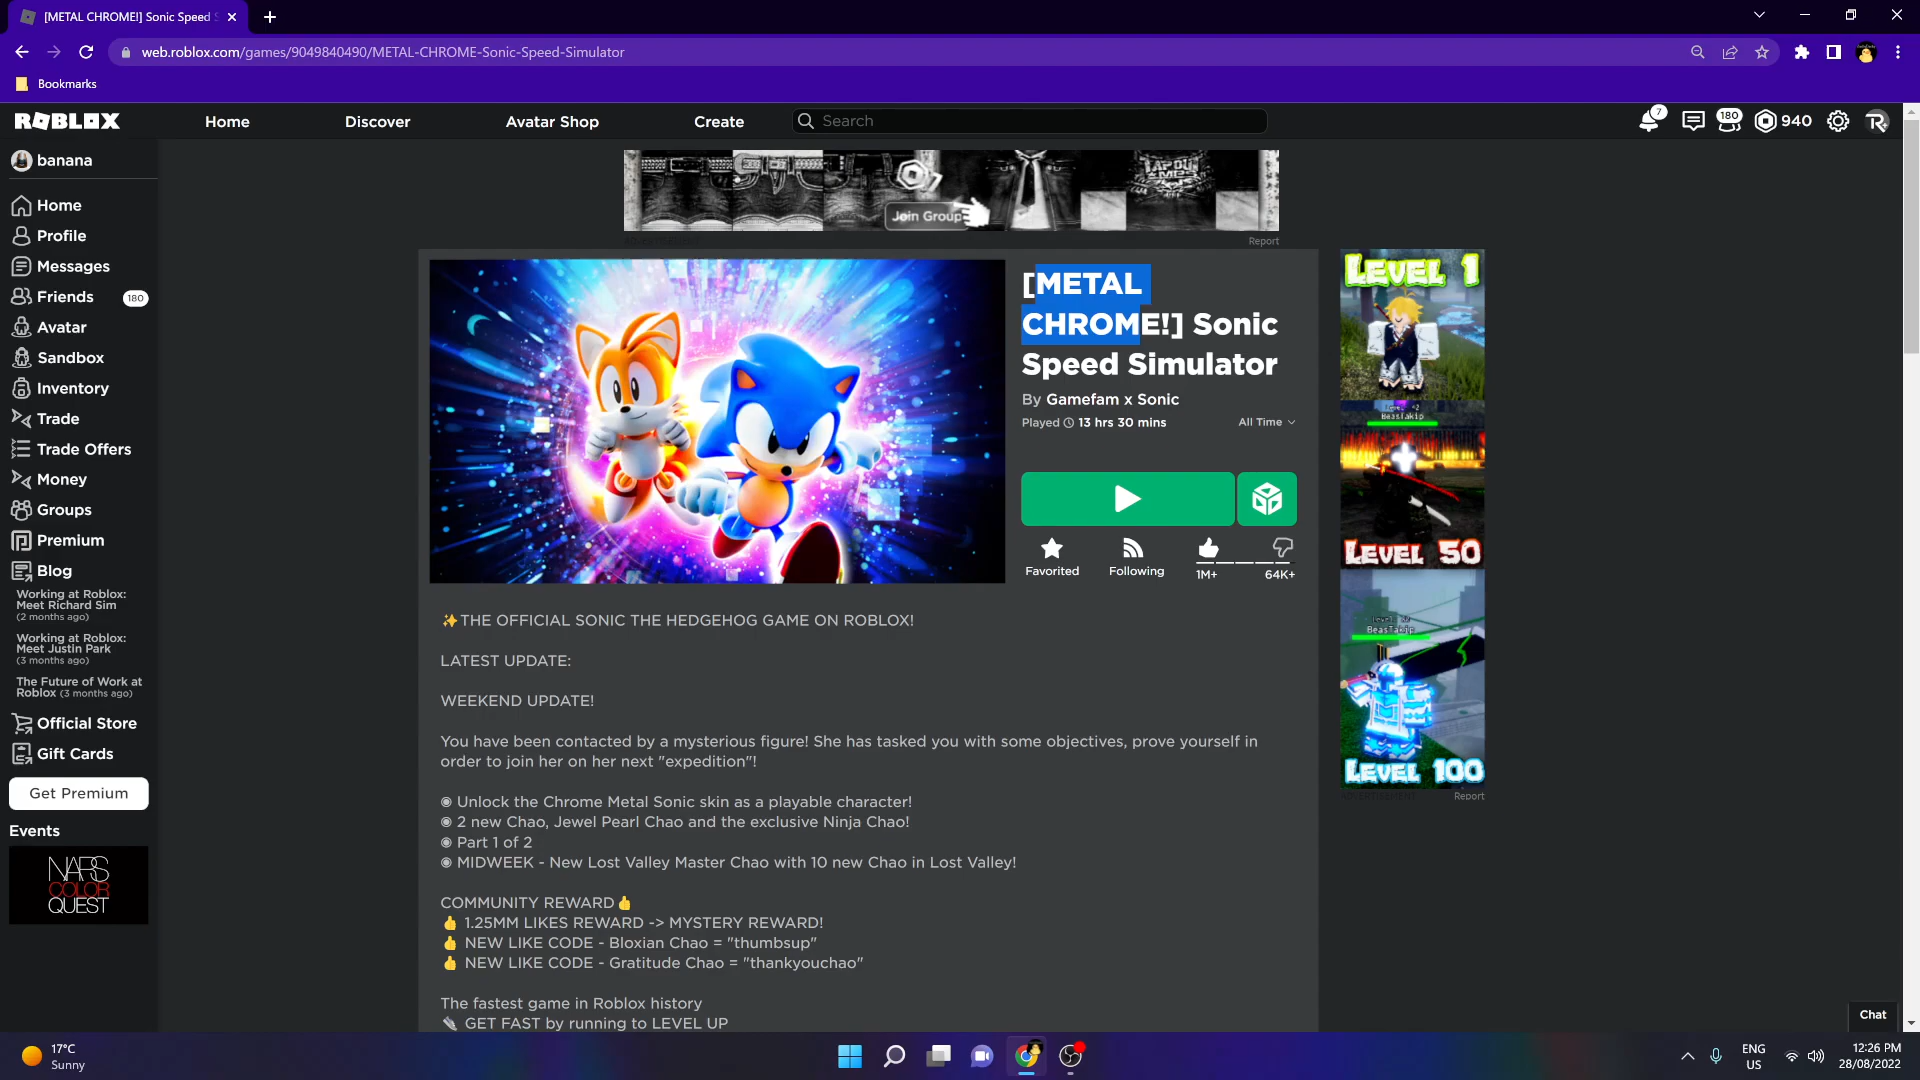 [METAL CHROME!] Sonic Speed S
web.roblox.com/games/9049840490/METAL-CHROME-Sonic-Speed-Simulator
Bookmarks
ROBLOX
Home
Discover
Avatar Shop
Create
Search
7
180
940
banana
Home
Profile
Messages
Friends
180
Avatar
Sandbox
Inventory
Trade
Trade Offers
Money
Groups
Premium
Blog
Working at Roblox:
Meet Richard Sim
(2 months ago)
Working at Roblox:
Meet Justin Park
(3 months ago)
The Future of Work at
Roblox (3 months ago)
Official Store
Gift Cards
Get Premium
Events
NARS
COLOR
QUEST
TAPOUT
Join Group
Report
[METAL
CHROME!] Sonic
Speed Simulator
By Gamefam x Sonic
Played 13 hrs 30 mins
All Time
Favorited
Following
1M+
64K+
✨THE OFFICIAL SONIC THE HEDGEHOG GAME ON ROBLOX!
LATEST UPDATE:
WEEKEND UPDATE!
You have been contacted by a mysterious figure! She has tasked you with some objectives, prove yourself in
order to join her on her next "expedition"!
◉ Unlock the Chrome Metal Sonic skin as a playable character!
◉ 2 new Chao, Jewel Pearl Chao and the exclusive Ninja Chao!
◉ Part 1 of 2
◉ MIDWEEK - New Lost Valley Master Chao with 10 new Chao in Lost Valley!
COMMUNITY REWARD👍
👍 1.25MM LIKES REWARD -> MYSTERY REWARD!
👍 NEW LIKE CODE - Bloxian Chao = "thumbsup"
👍 NEW LIKE CODE - Gratitude Chao = "thankyouchao"
The fastest game in Roblox history
GET FAST by running to LEVEL UP
LEVEL 1
BeasTakip
LEVEL 50
BeasTakip
LEVEL 100
ADVERTISEMENT
Report
Chat
17°C
Sunny
ENG
US
12:26 PM
28/08/2022